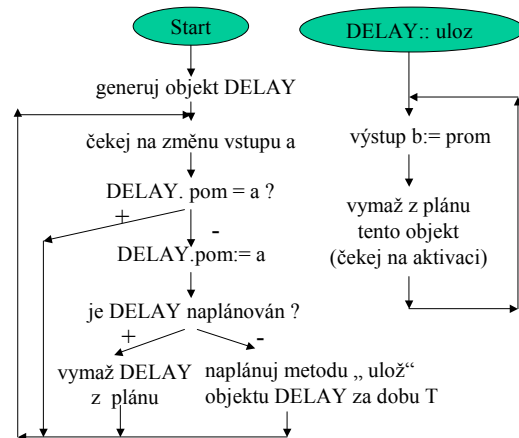 Start
generuj objekt DELAY
čekej na změnu vstupu a
DELAY. pom = a ?
+
-
DELAY.pom:= a
je DELAY naplánován ?
+
-
vymaž DELAY
z plánu
naplánuj metodu „ ulož“
objektu DELAY za dobu T
DELAY:: uloz
výstup b:= prom
vymaž z plánu
tento objekt
(čekej na aktivaci)